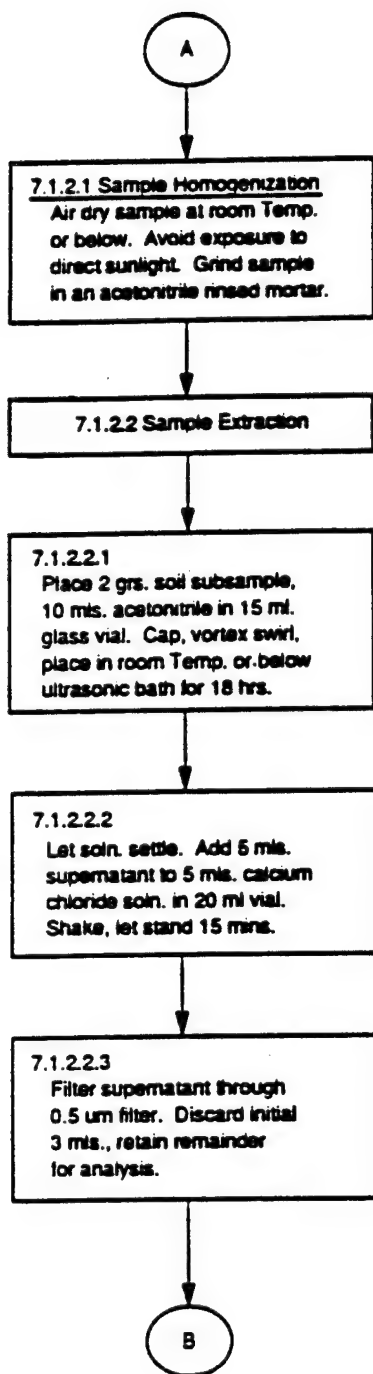 A
7.1.2.1 Sample Homogenization
Air dry sample at room Temp.
or below. Avoid exposure to
direct sunlight. Grind sample
in an acetonitrile rinsed mortar.
7.1.2.2 Sample Extraction
7.1.2.2.1
Place 2 grs. soil subsample,
10 mls. acetonitrile in 15 ml.
glass vial. Cap, vortex swirl,
place in room Temp. or below
ultrasonic bath for 18 hrs.
7.1.2.2.2
Let soln. settle. Add 5 mls.
supernatant to 5 mls. calcium
chloride soln. in 20 ml vial.
Shake, let stand 15 mins.
7.1.2.2.3
Filter supernatant through
0.5 um filter. Discard initial
3 mls., retain remainder
for analysis.
B